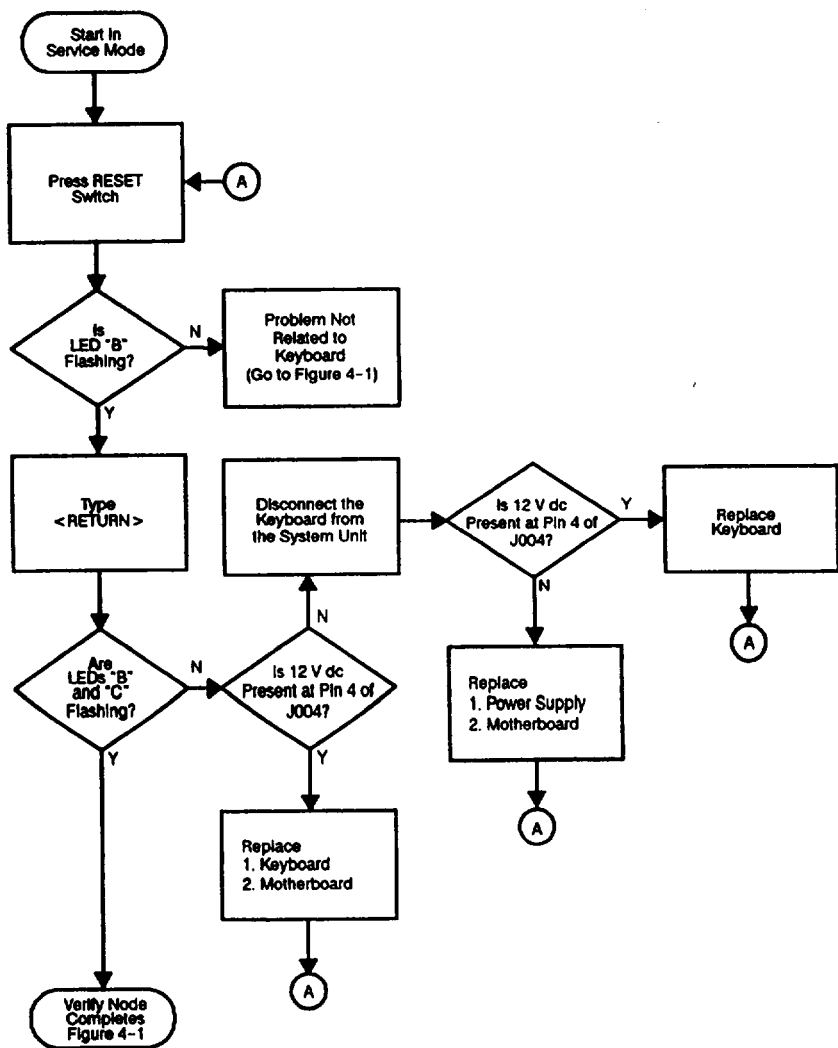 Start in
Service Mode
Press RESET
Switch
A
Is
LED "B"
Flashing?
N
Y
Problem Not
Related to
Keyboard
(Go to Figure 4-1)
Type
<RETURN>
Disconnect the
Keyboard from
the System Unit
Is 12 V dc
Present at Pin 4 of
J004?
Y
N
Replace
Keyboard
A
Are
LEDs "B"
and "C"
Flashing?
N
Y
Is 12 V dc
Present at Pin 4 of
J004?
N
Y
Replace
1. Power Supply
2. Motherboard
A
Replace
1. Keyboard
2. Motherboard
A
Verify Node
Completes
Figure 4-1